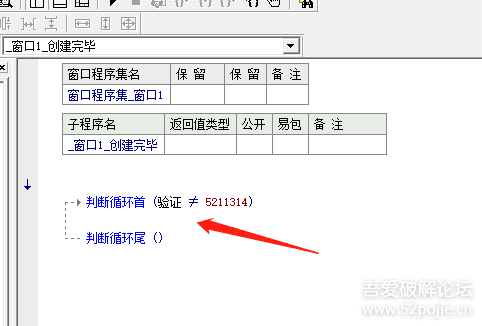 _窗口1_创建完毕
窗口程序集名 保 留 保 留 备 注
窗口程序集_窗口1
子程序名 返回值类型 公开 易包 备 注
_窗口1_创建完毕
判断循环首 (验证 ≠ 5211314)
判断循环尾 ()
吾爱破解论坛
www.52pojie.cn